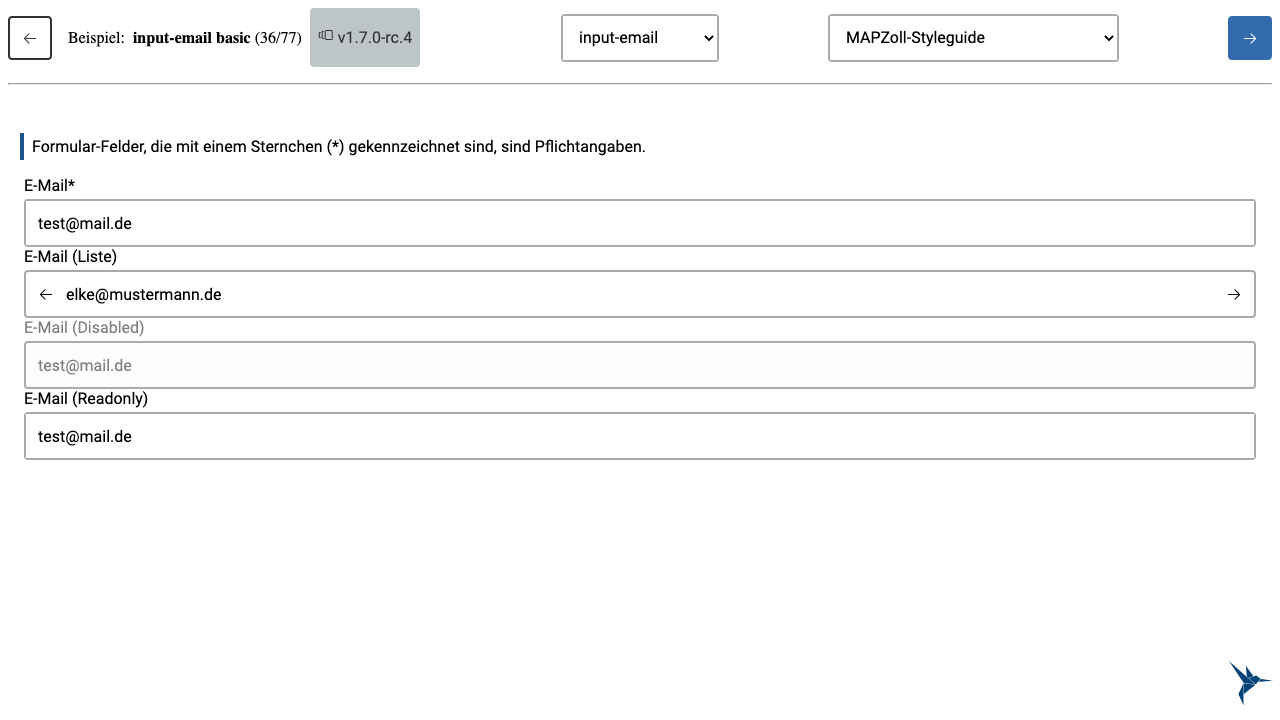 Beispiel: input-email basic (36/77) v1.7.0-rc.4 input-email MAPZoll-Styleguide
Formular-Felder, die mit einem Sternchen (*) gekennzeichnet sind, sind Pflichtangaben.
E-Mail*
test@mail.de
E-Mail (Liste)
elke@mustermann.de
E-Mail (Disabled)
test@mail.de
E-Mail (Readonly)
test@mail.de